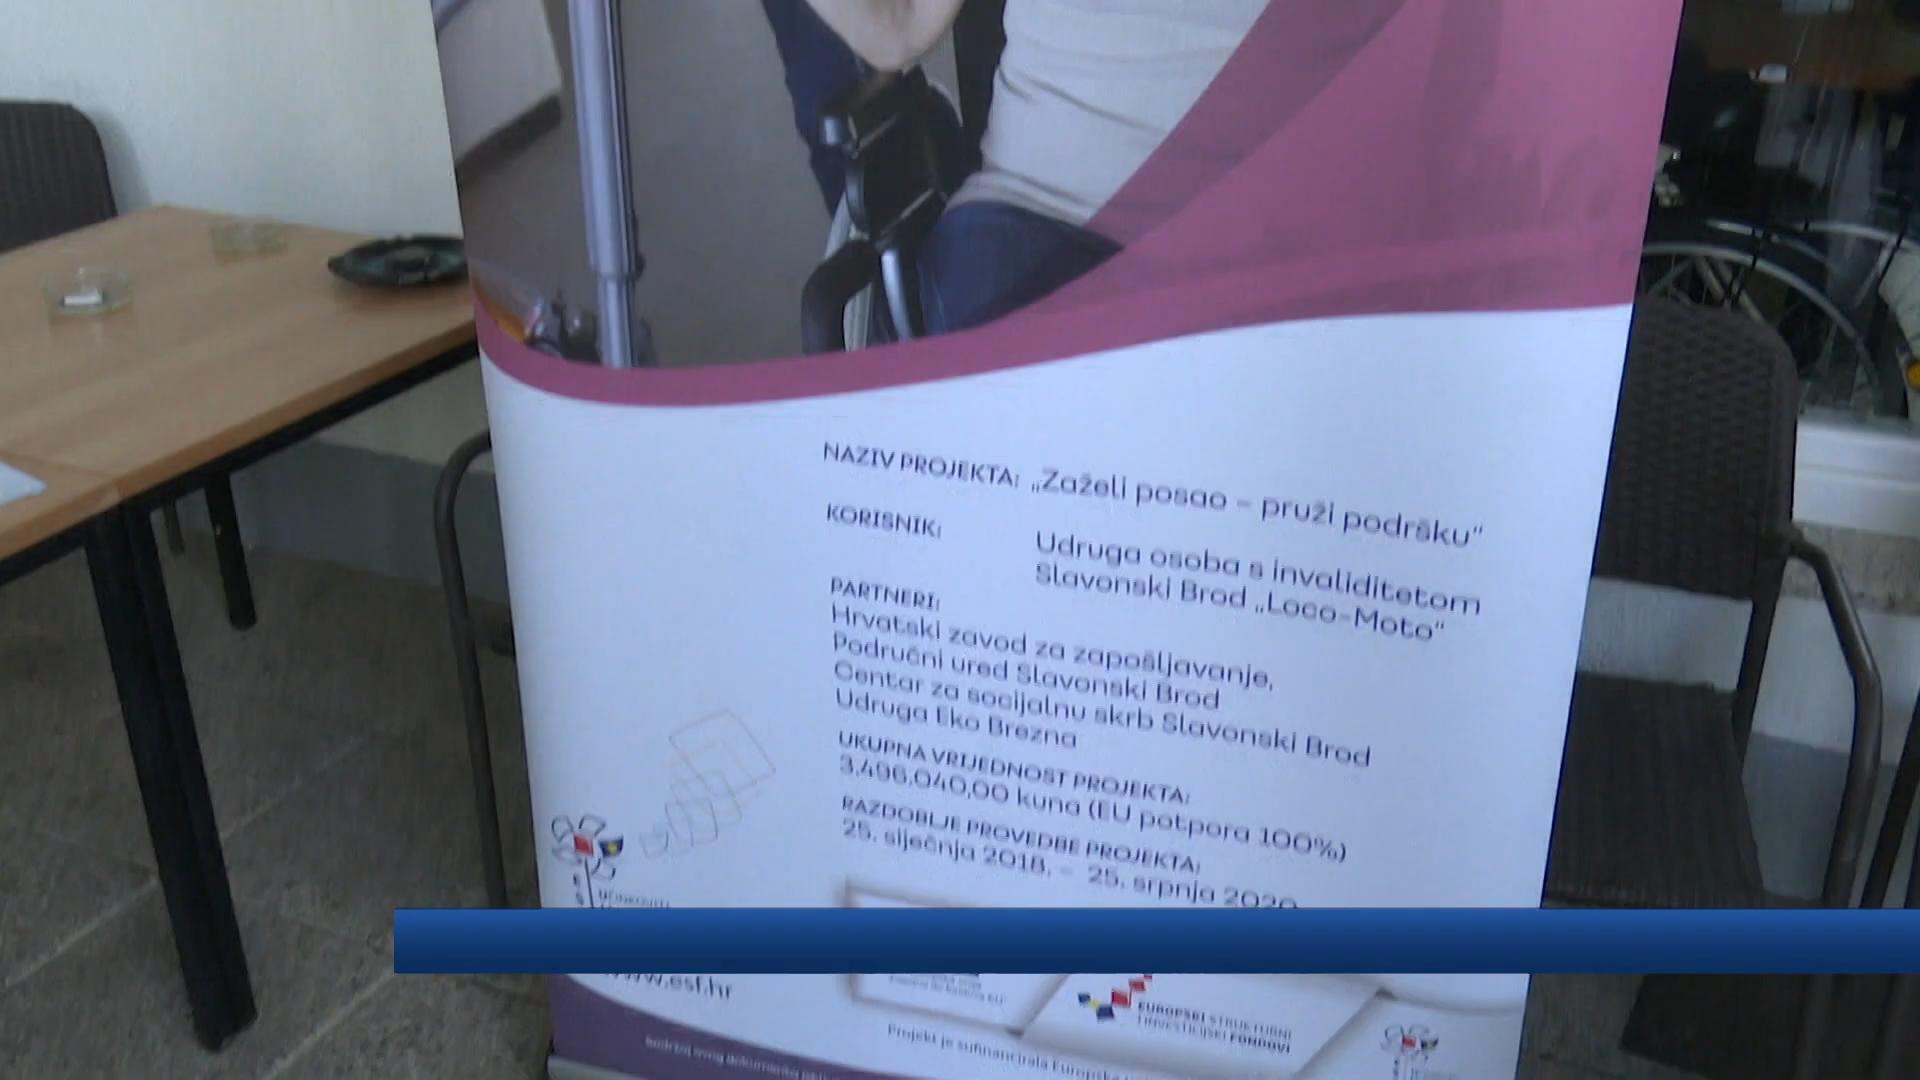 NAZIV PROJEKTA: „Zaželi posao – pruži podršku“
KORISNIK:
Udruga osoba s invaliditetom
Slavonski Brod „Loco-Moto“
PARTNERI:
Hrvatski zavod za zapošljavanje,
Područni ured Slavonski Brod
Centar za socijalnu skrb Slavonski Brod
Udruga Eko Brezna
UKUPNA VRIJEDNOST PROJEKTA:
3.496.040,00 kuna (EU potpora 100%)
RAZDOBLJE PROVEDBE PROJEKTA:
25. siječnja 2018. – 25. srpnja 2020
www.esf.hr
EUROPSKI STRUKTURNI
I INVESTICIJSKI FONDOVI
Projekt je sufinancirala Europska